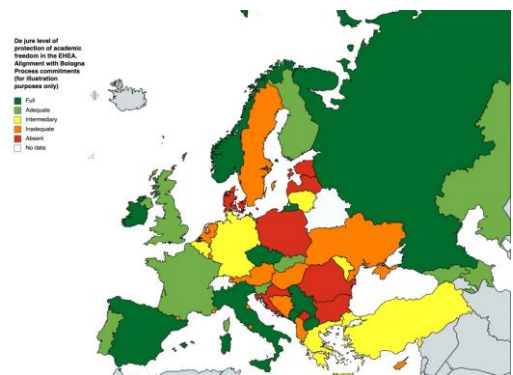 De jure level of
protection of academic
freedom in the EHEA.
Alignment with Bologna
Process commitments
(for illustration
purposes only)
Full
Adequate
Intermediary
Inadequate
Absent
No data